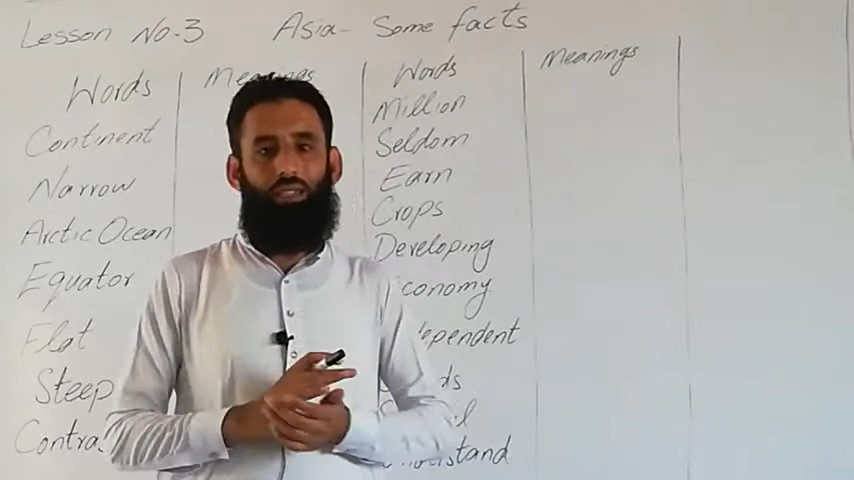 Lesson No.3 Asia- Some facts
Words Meanings Words Meanings
Continent Million
Narrow Seldom
Arctic Ocean Earn
Equator Crops
Flat Developing
Steep